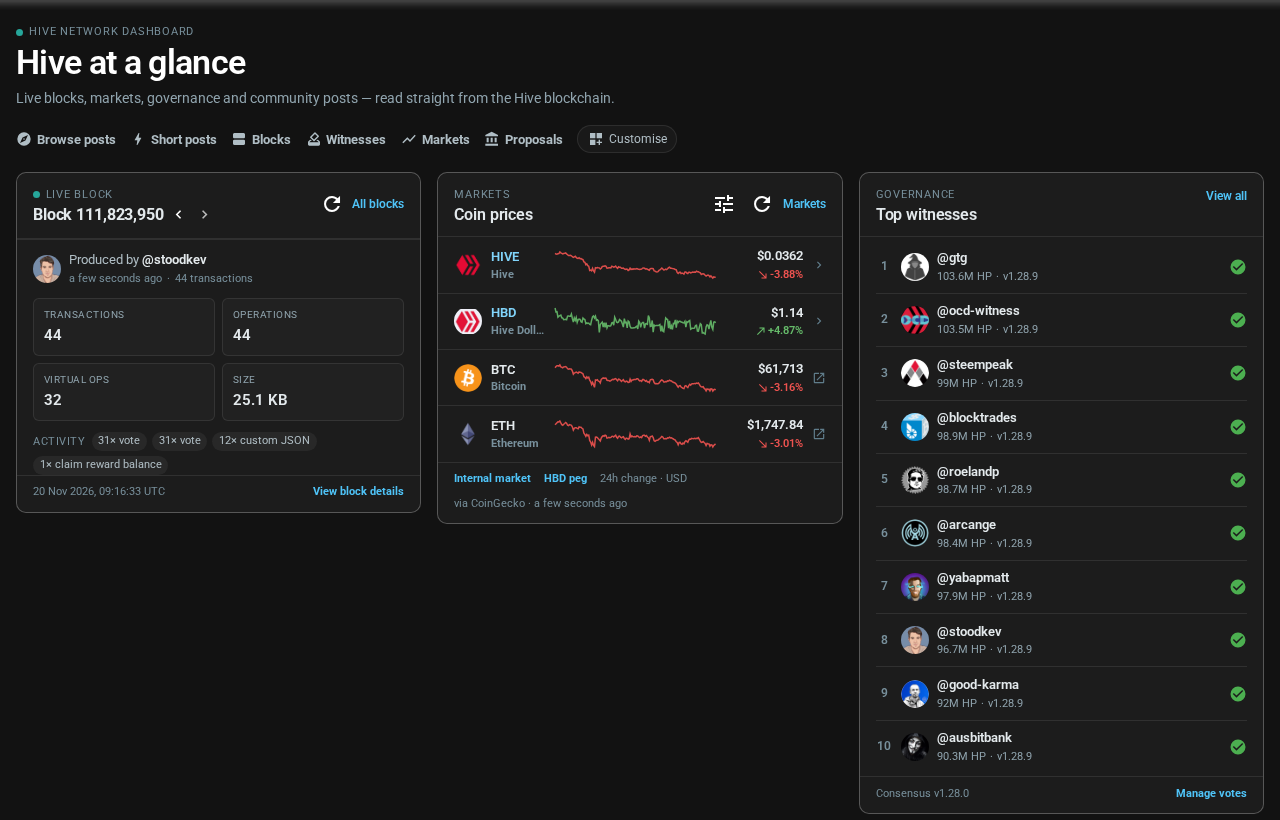 HIVE NETWORK DASHBOARD
Hive at a glance
Live blocks, markets, governance and community posts — read straight from the Hive blockchain.
Browse posts Short posts Blocks Witnesses Markets Proposals Customise
LIVE BLOCK
Block 111,823,950
All blocks
Produced by @stoodkev
a few seconds ago · 44 transactions
TRANSACTIONS
44
OPERATIONS
44
VIRTUAL OPS
32
SIZE
25.1 KB
ACTIVITY 31× vote 31× vote 12× custom JSON
1× claim reward balance
20 Nov 2026, 09:16:33 UTC View block details
MARKETS
Coin prices
Markets
HIVE
Hive
$0.0362
-3.88%
HBD
Hive Doll...
$1.14
+4.87%
BTC
Bitcoin
$61,713
-3.16%
ETH
Ethereum
$1,747.84
-3.01%
Internal market HBD peg 24h change · USD
via CoinGecko · a few seconds ago
GOVERNANCE
Top witnesses
View all
1 @gtg
103.6M HP · v1.28.9
2 @ocd-witness
103.5M HP · v1.28.9
3 @steempeak
99M HP · v1.28.9
4 @blocktrades
98.9M HP · v1.28.9
5 @roelandp
98.7M HP · v1.28.9
6 @arcange
98.4M HP · v1.28.9
7 @yabapmatt
97.9M HP · v1.28.9
8 @stoodkev
96.7M HP · v1.28.9
9 @good-karma
92M HP · v1.28.9
10 @ausbitbank
90.3M HP · v1.28.9
Consensus v1.28.0 Manage votes